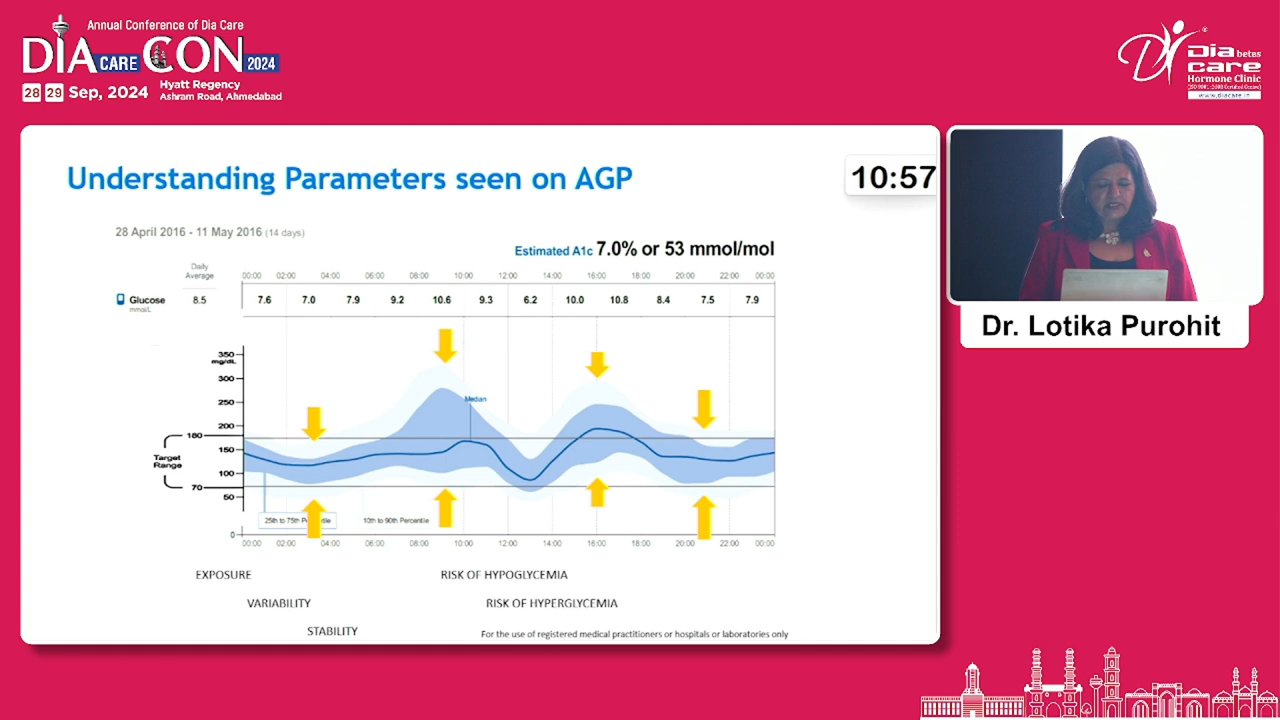 Annual Conference of Dia Care
DIA CARE CON 2024
28 29 Sep, 2024
Hyatt Regency
Ashram Road, Ahmedabad
Dia betes
care
Hormone Clinic
www.diacare.in
Understanding Parameters seen on AGP
10:57
28 April 2016 - 11 May 2016 (14 days)
Estimated A1c 7.0% or 53 mmol/mol
Daily
Average
00:00 02:00 04:00 06:00 08:00 10:00 12:00 14:00 16:00 18:00 20:00 22:00 00:00
Glucose
mmol/L
8.5
7.6 7.0 7.9 9.2 10.6 9.3 6.2 10.0 10.8 8.4 7.5 7.9
350
mg/dL
300
250
Median
200
180
150
Target
Range
100
70
50
25th to 75th Percentile
10th to 90th Percentile
0
00:00 02:00 04:00 06:00 08:00 10:00 12:00 14:00 16:00 18:00 20:00 22:00 00:00
EXPOSURE
RISK OF HYPOGLYCEMIA
VARIABILITY
RISK OF HYPERGLYCEMIA
STABILITY
For the use of registered medical practitioners or hospitals or laboratories only
Dr. Lotika Purohit